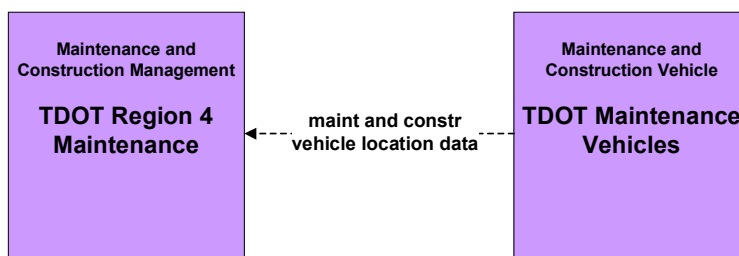 Maintenance and
Construction Management
TDOT Region 4
Maintenance
maint and constr
vehicle location data
Maintenance and
Construction Vehicle
TDOT Maintenance
Vehicles